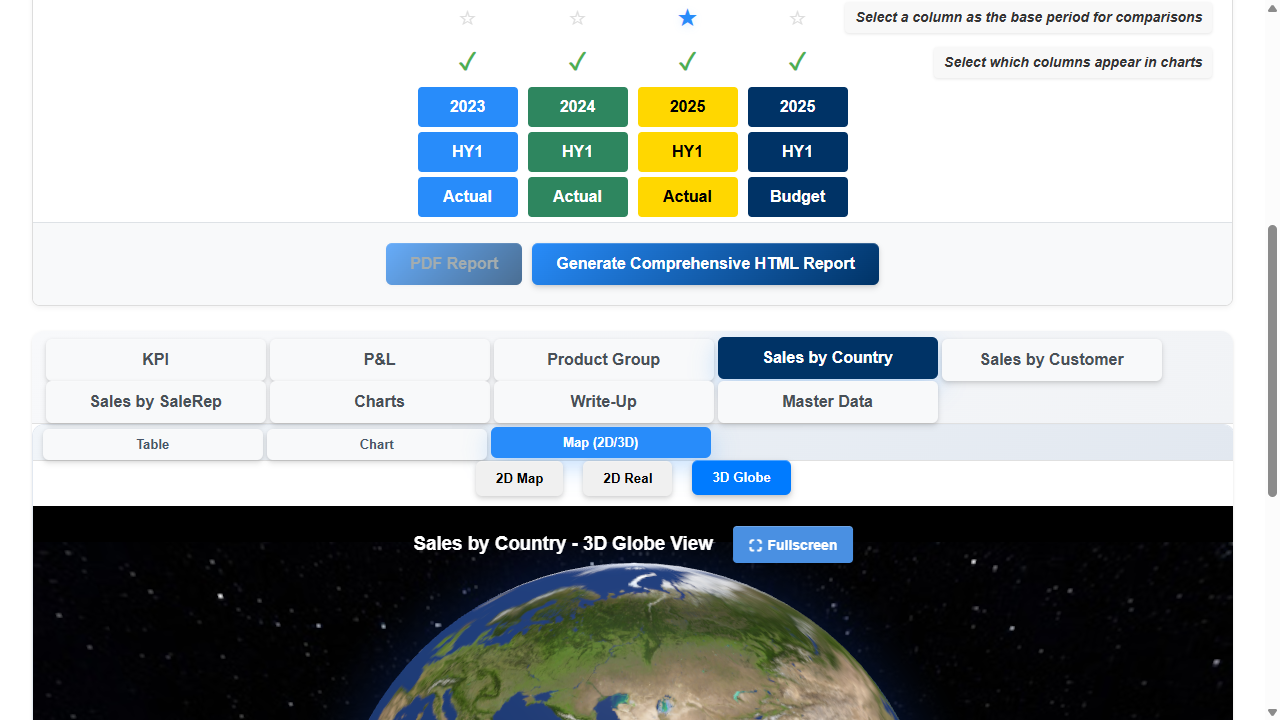 Select a column as the base period for comparisons
Select which columns appear in charts
2023 2024 2025 2025
HY1 HY1 HY1 HY1
Actual Actual Actual Budget
PDF Report Generate Comprehensive HTML Report
KPI P&L Product Group Sales by Country Sales by Customer
Sales by SaleRep Charts Write-Up Master Data
Table Chart Map (2D/3D)
2D Map 2D Real 3D Globe
Sales by Country - 3D Globe View Fullscreen